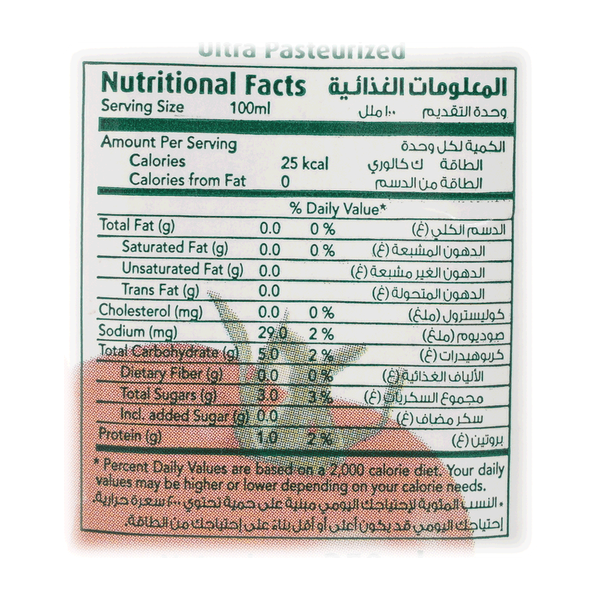 Ultra Pasteurized
Nutritional Facts المعلومات الغذائية
Serving Size 100ml وحدة التقديم ١٠٠ ملل
Amount Per Serving الكمية لكل وحدة
Calories 25 kcal الطاقة ك كالوري
Calories from Fat 0 الطاقة من الدسم
% Daily Value*
Total Fat (g) 0.0 0 % الدسم الكلي (غ)
Saturated Fat (g) 0.0 0 % الدهون المشبعة (غ)
Unsaturated Fat (g) 0.0 الدهون الغير مشبعة (غ)
Trans Fat (g) 0.0 الدهون المتحولة (غ)
Cholesterol (mg) 0.0 0 % كوليسترول (ملغ)
Sodium (mg) 29.0 2 % صوديوم (ملغ)
Total Carbohydrate (g) 5.0 2 % كربوهيدرات (غ)
Dietary Fiber (g) 0.0 0 % الألياف الغذائية (غ)
Total Sugars (g) 3.0 3 % مجموع السكريات (غ)
Incl. added Sugar (g) 0.0 سكر مضاف (غ)
Protein (g) 1.0 2 % بروتين (غ)
* Percent Daily Values are based on a 2,000 calorie diet. Your daily
values may be higher or lower depending on your calorie needs.
* النسب المئوية لإحتياجك اليومي مبنية على حمية تحتوي ٢٠٠٠ سعرة حرارية.
إحتياجك اليومي قد يكون أعلى أو أقل بناءً على إحتياجك من الطاقة.